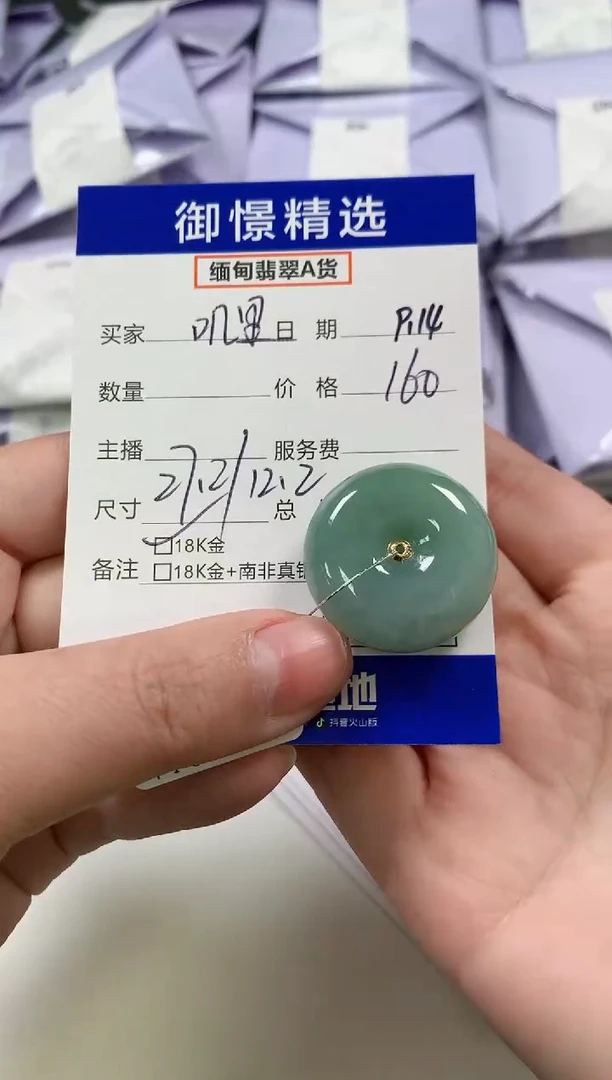 御憬精选
缅甸翡翠A货
买家 叽里 日 期 P.14
数量 价 格 160
主播 服务费
尺寸 27.2/12.2 总
备注 18K金
18K金+南非真
地
抖音火山版